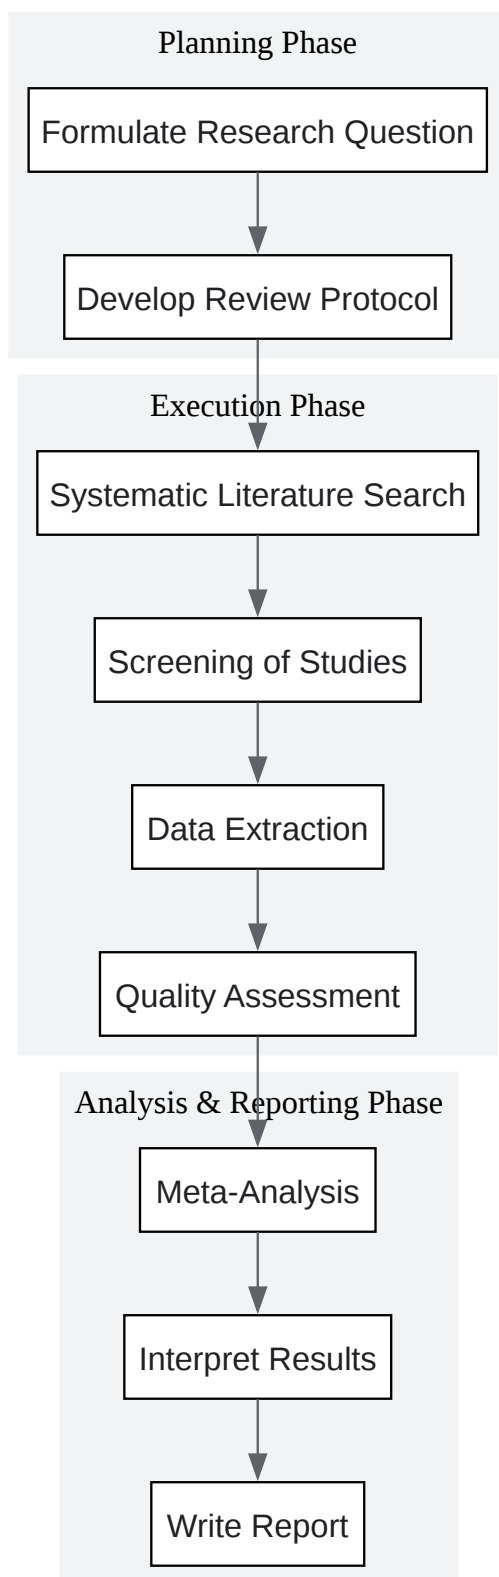 Planning Phase
Formulate Research Question
Develop Review Protocol
Execution Phase
Systematic Literature Search
Screening of Studies
Data Extraction
Quality Assessment
Analysis & Reporting Phase
Meta-Analysis
Interpret Results
Write Report